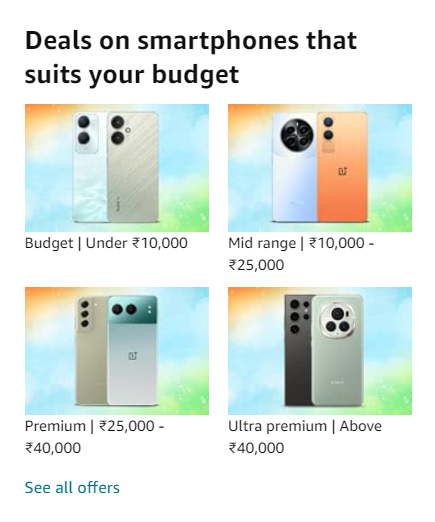 Deals on smartphones that
suits your budget
Budget | Under ₹10,000
Mid range | ₹10,000 -
₹25,000
Premium | ₹25,000 -
₹40,000
Ultra premium | Above
₹40,000
See all offers